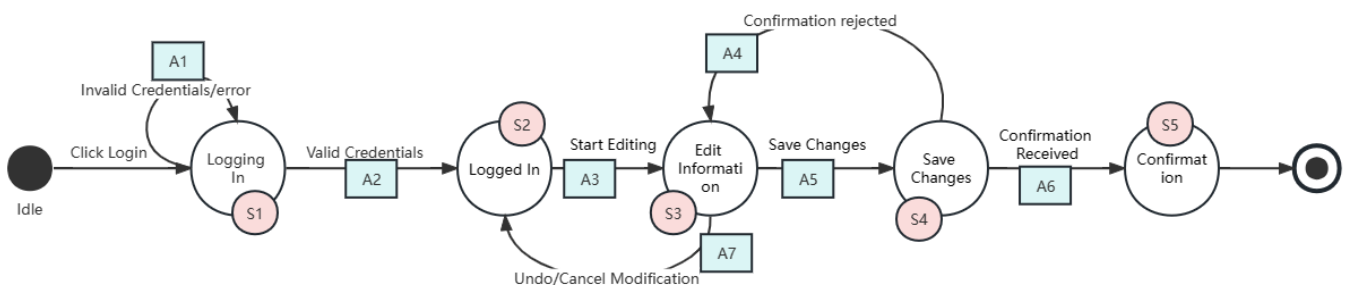 Confirmation rejected
A4
A1
Invalid Credentials/error
S2
S5
Click Login
Valid Credentials
Start Editing
Save Changes
Confirmation
Received
Logging
In
Logged In
Edit
Informati
on
Save
Changes
Confirmat
ion
A2
A3
A5
A6
Idle
S1
S3
S4
A7
Undo/Cancel Modification